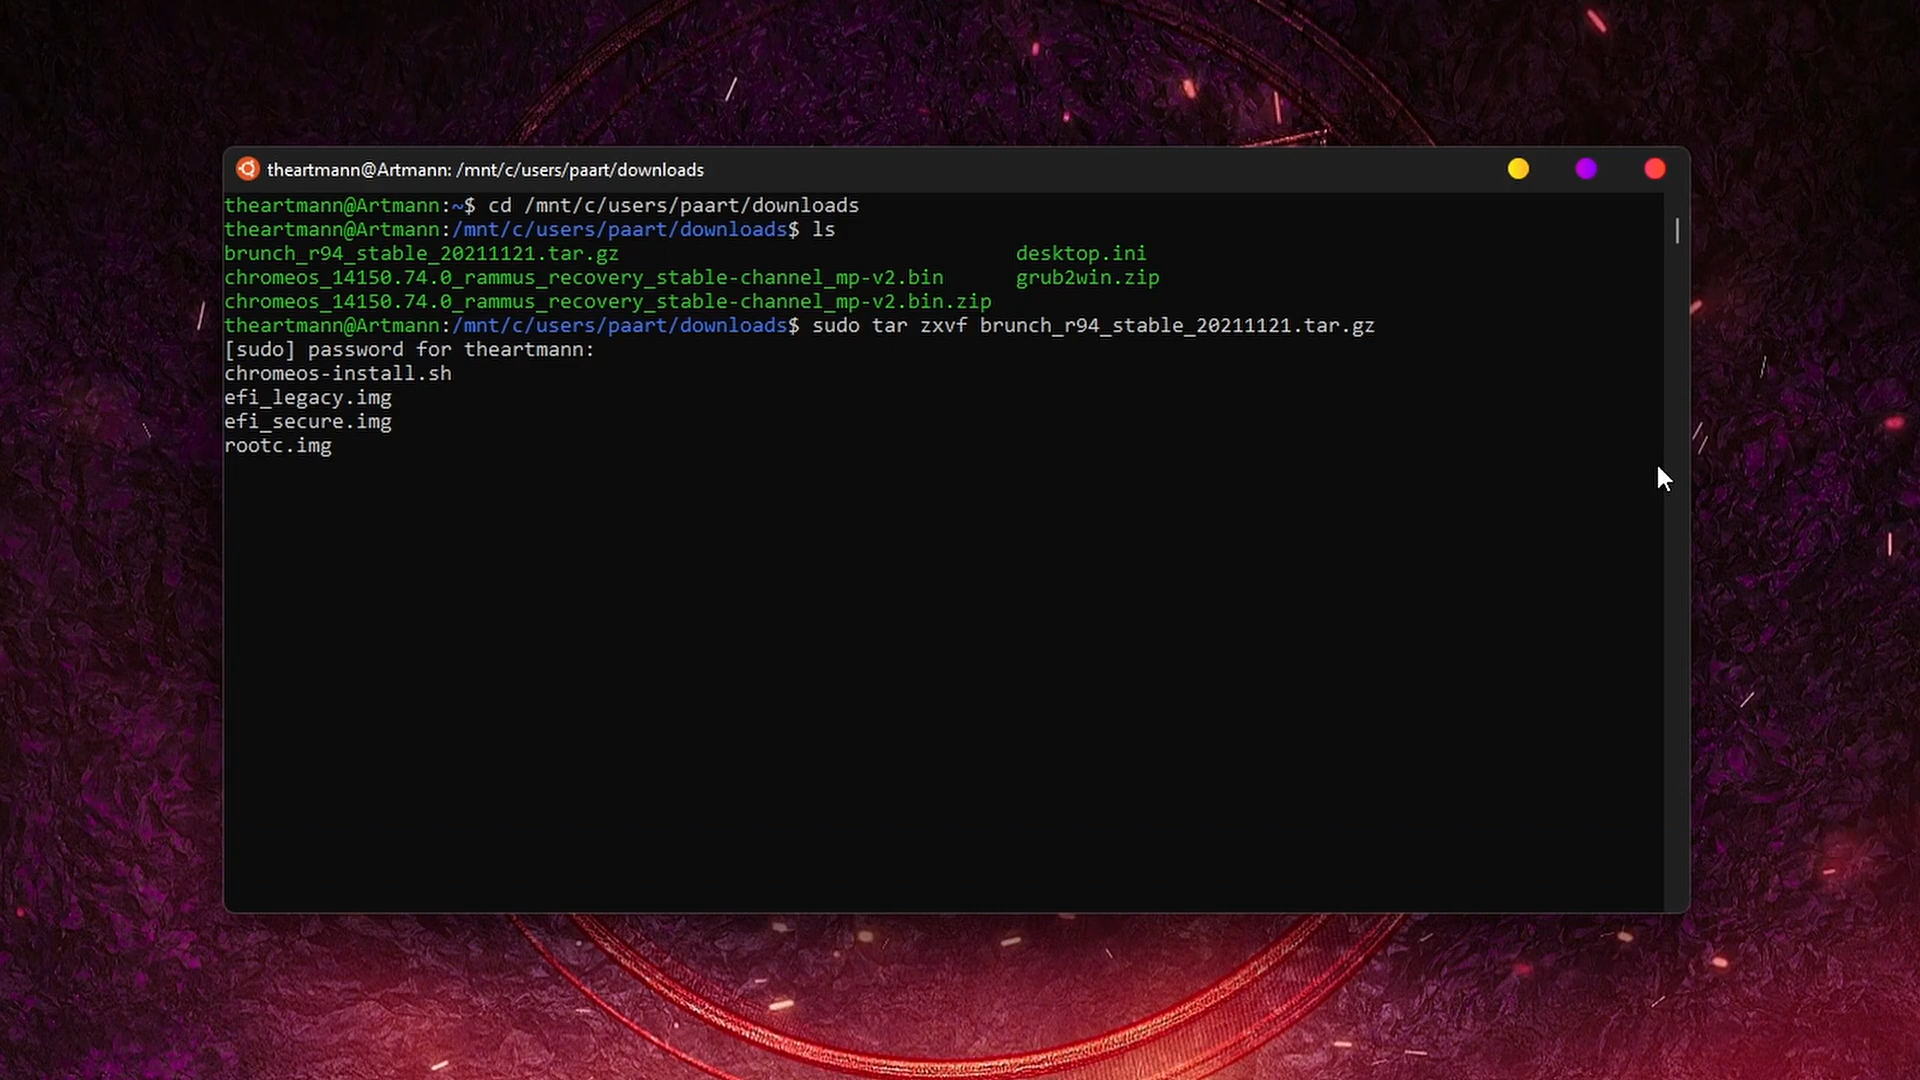 theartmann@Artmann: /mnt/c/users/paart/downloads
theartmann@Artmann:~$ cd /mnt/c/users/paart/downloads
theartmann@Artmann:/mnt/c/users/paart/downloads$ ls
brunch_r94_stable_20211121.tar.gz desktop.ini
chromeos_14150.74.0_rammus_recovery_stable-channel_mp-v2.bin grub2win.zip
chromeos_14150.74.0_rammus_recovery_stable-channel_mp-v2.bin.zip
theartmann@Artmann:/mnt/c/users/paart/downloads$ sudo tar zxvf brunch_r94_stable_20211121.tar.gz
[sudo] password for theartmann:
chromeos-install.sh
efi_legacy.img
efi_secure.img
rootc.img